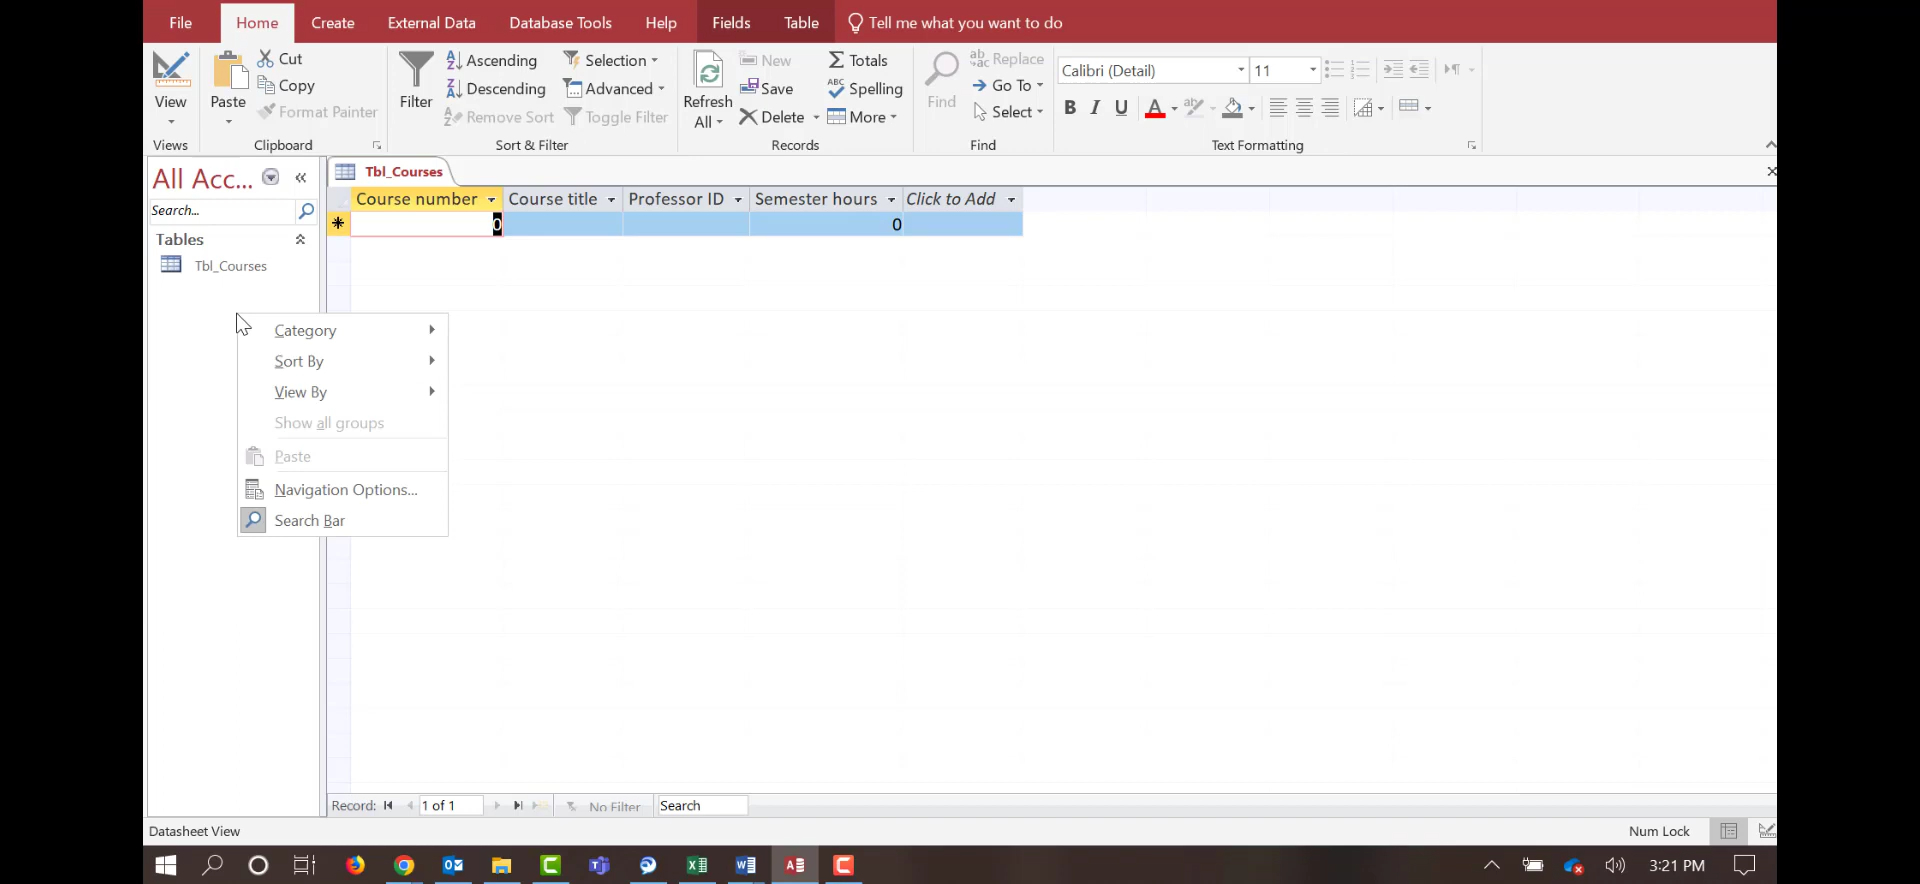 File Home Create External Data Database Tools Help Fields Table Tell me what you want to do
View
Views
Paste
Cut
Copy
Format Painter
Clipboard
Filter
Ascending
Descending
Remove Sort
Selection
Advanced
Toggle Filter
Sort & Filter
Refresh
All
New
Save
Delete
Totals
Spelling
More
Records
Find
Replace
Go To
Select
Find
Calibri (Detail) 11
B I U A
Text Formatting
All Acc...
Search...
Tables
Tbl_Courses
Tbl_Courses
Course number Course title Professor ID Semester hours Click to Add
0 0
Category
Sort By
View By
Show all groups
Paste
Navigation Options...
Search Bar
Record: 1 of 1 No Filter Search
Datasheet View Num Lock
3:21 PM